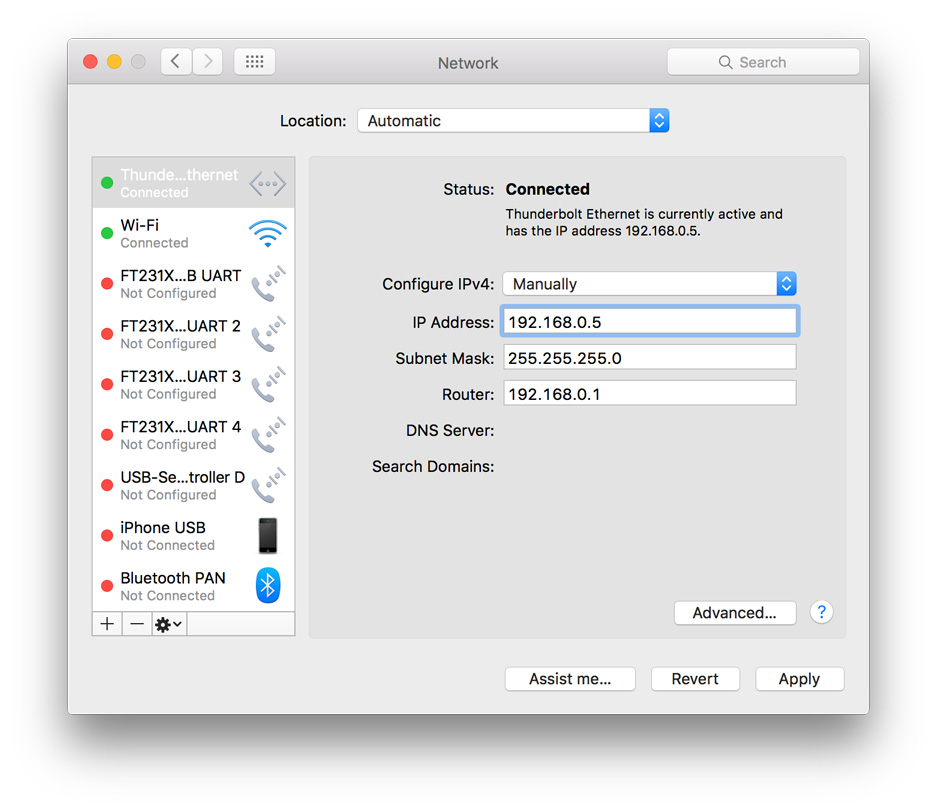 Network
Search
Location: Automatic
Thunde...thernet
Connected
Wi-Fi
Connected
FT231X...B UART
Not Configured
FT231X...UART 2
Not Configured
FT231X...UART 3
Not Configured
FT231X...UART 4
Not Configured
USB-Se...troller D
Not Configured
iPhone USB
Not Connected
Bluetooth PAN
Not Connected
Status: Connected
Thunderbolt Ethernet is currently active and
has the IP address 192.168.0.5.
Configure IPv4: Manually
IP Address: 192.168.0.5
Subnet Mask: 255.255.255.0
Router: 192.168.0.1
DNS Server:
Search Domains:
Advanced... ?
Assist me... Revert Apply